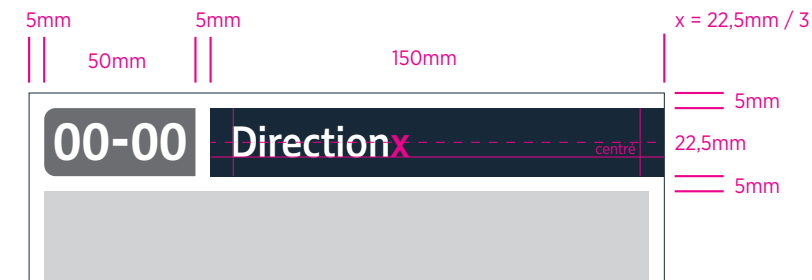 5mm 5mm x = 22,5mm / 3
50mm 150mm
5mm
00-00 Directionx centré 22,5mm
5mm